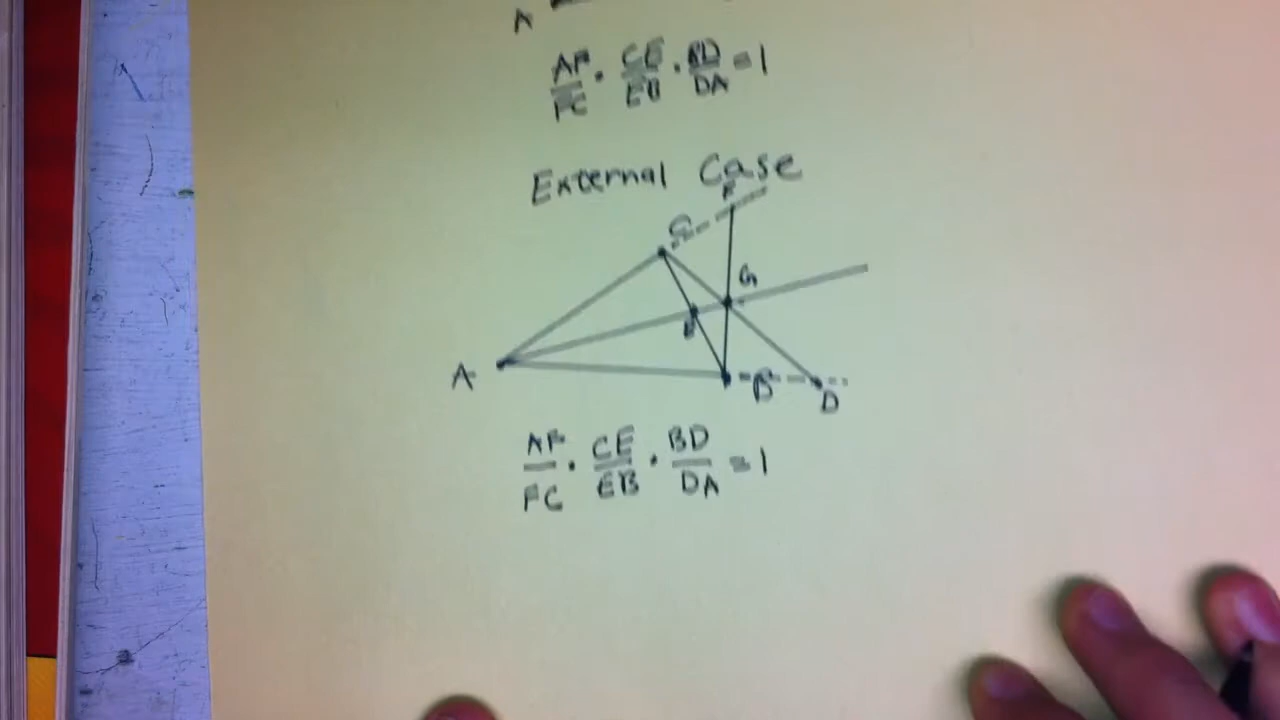 A
AF/FC · CE/EB · BD/DA = 1
External Case
F
C
G
E
A
B
D
AF/FC · CE/EB · BD/DA = 1